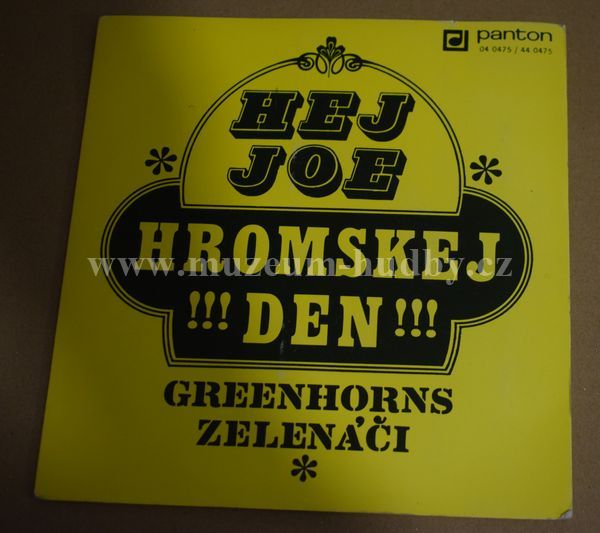 panton
04 0475 / 44 0475
HEJ
JOE
HROMSKEJ
www.muzeum-hudby.cz
!!! DEN !!!
GREENHORNS
ZELENÁČI